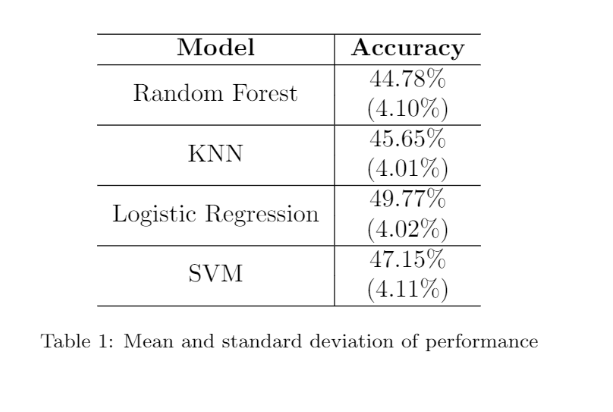 Model Accuracy
Random Forest 44.78%
(4.10%)
KNN 45.65%
(4.01%)
Logistic Regression 49.77%
(4.02%)
SVM 47.15%
(4.11%)
Table 1: Mean and standard deviation of performance